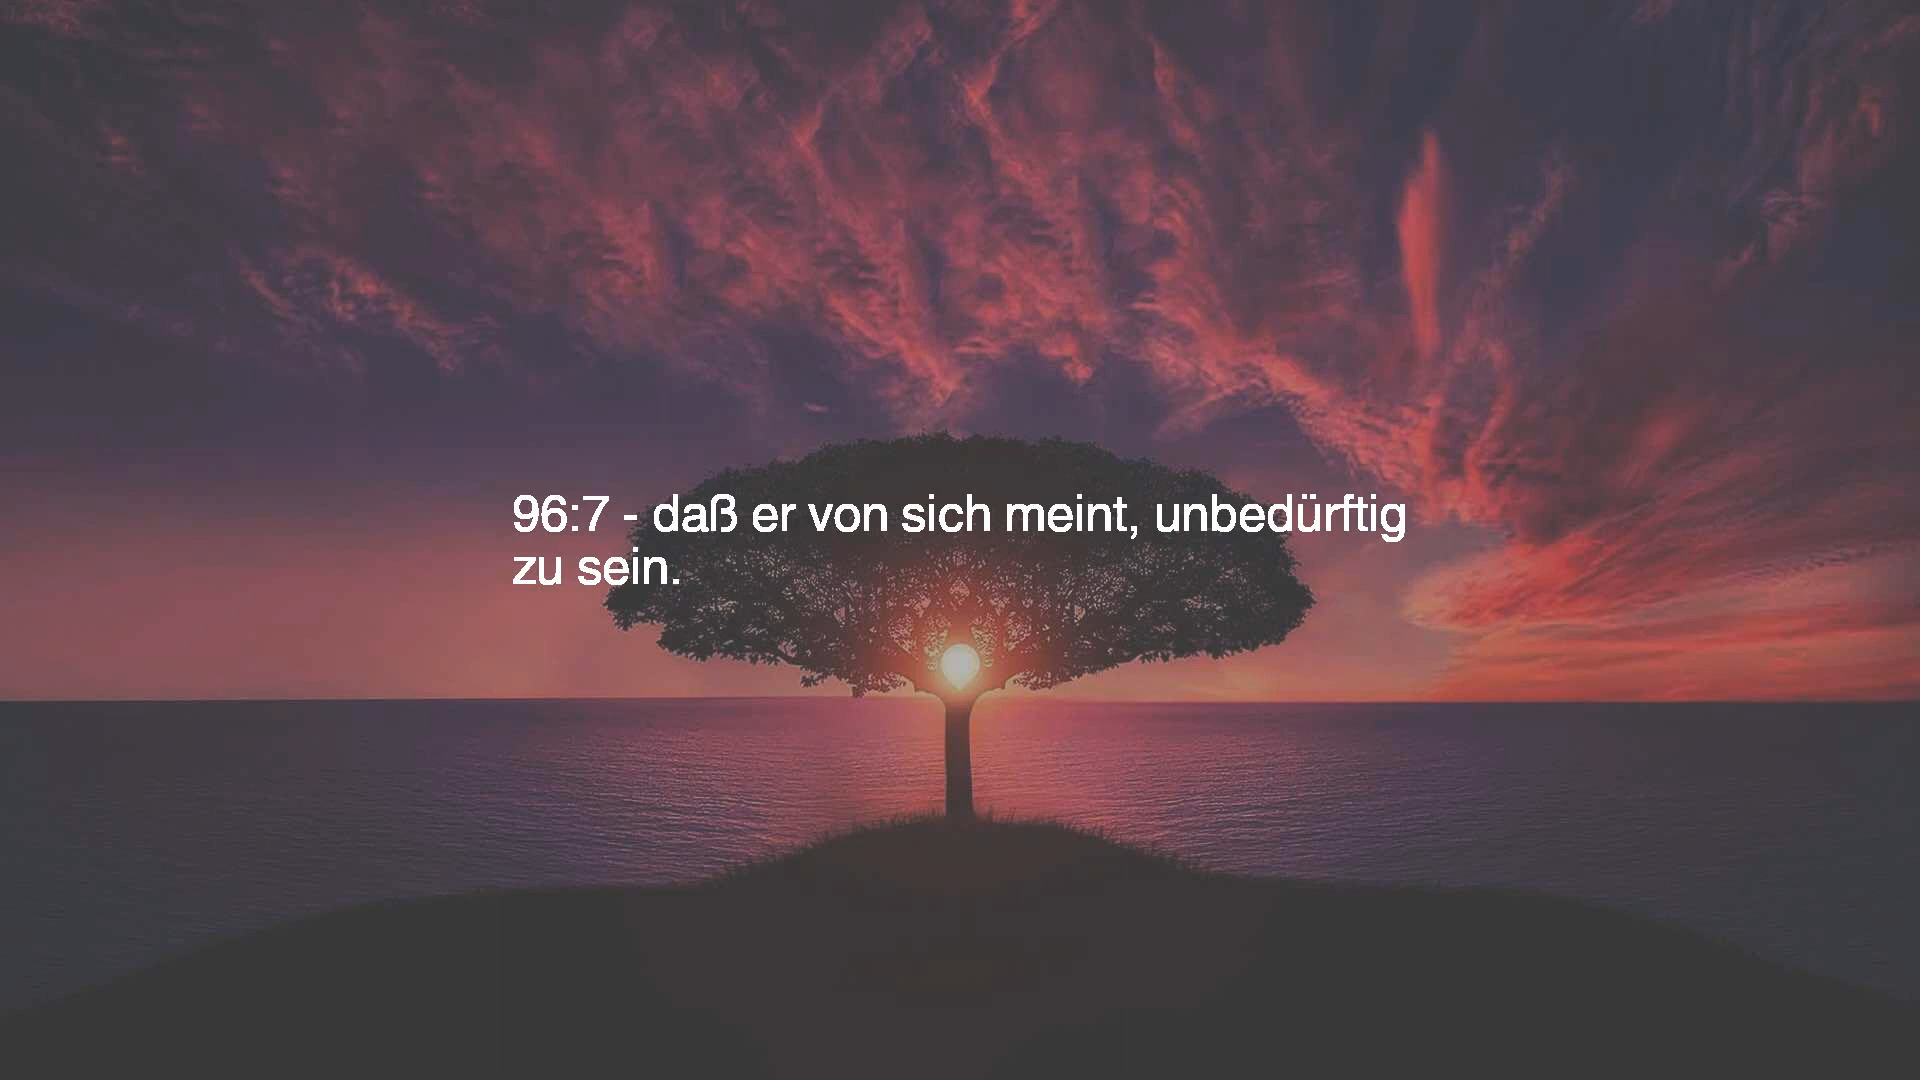 96:7 - daß er von sich meint, unbedürftig
zu sein.